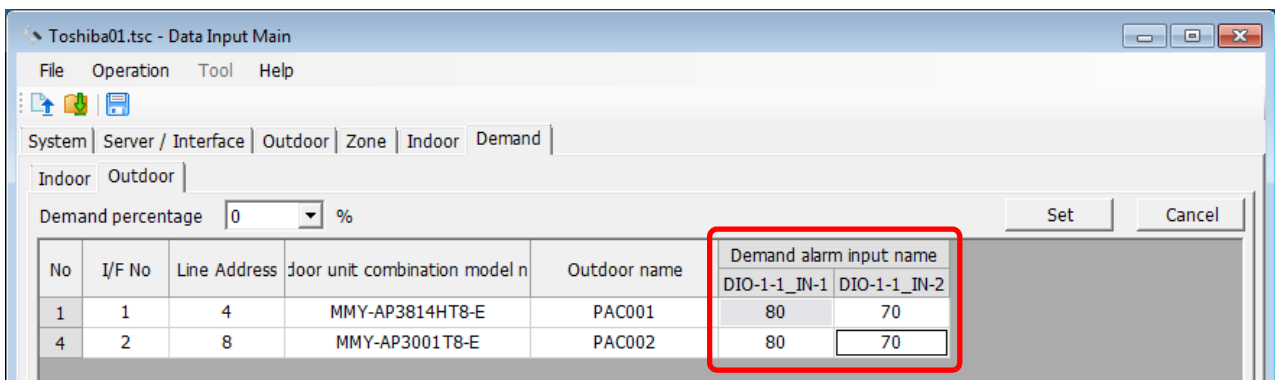 Toshiba01.tsc - Data Input Main
File Operation Tool Help
System Server / Interface Outdoor Zone Indoor Demand
Indoor Outdoor
Demand percentage 0 % Set Cancel
No I/F No Line Address door unit combination model n Outdoor name Demand alarm input name
DIO-1-1_IN-1 DIO-1-1_IN-2
1 1 4 MMY-AP3814HT8-E PAC001 80 70
4 2 8 MMY-AP3001T8-E PAC002 80 70